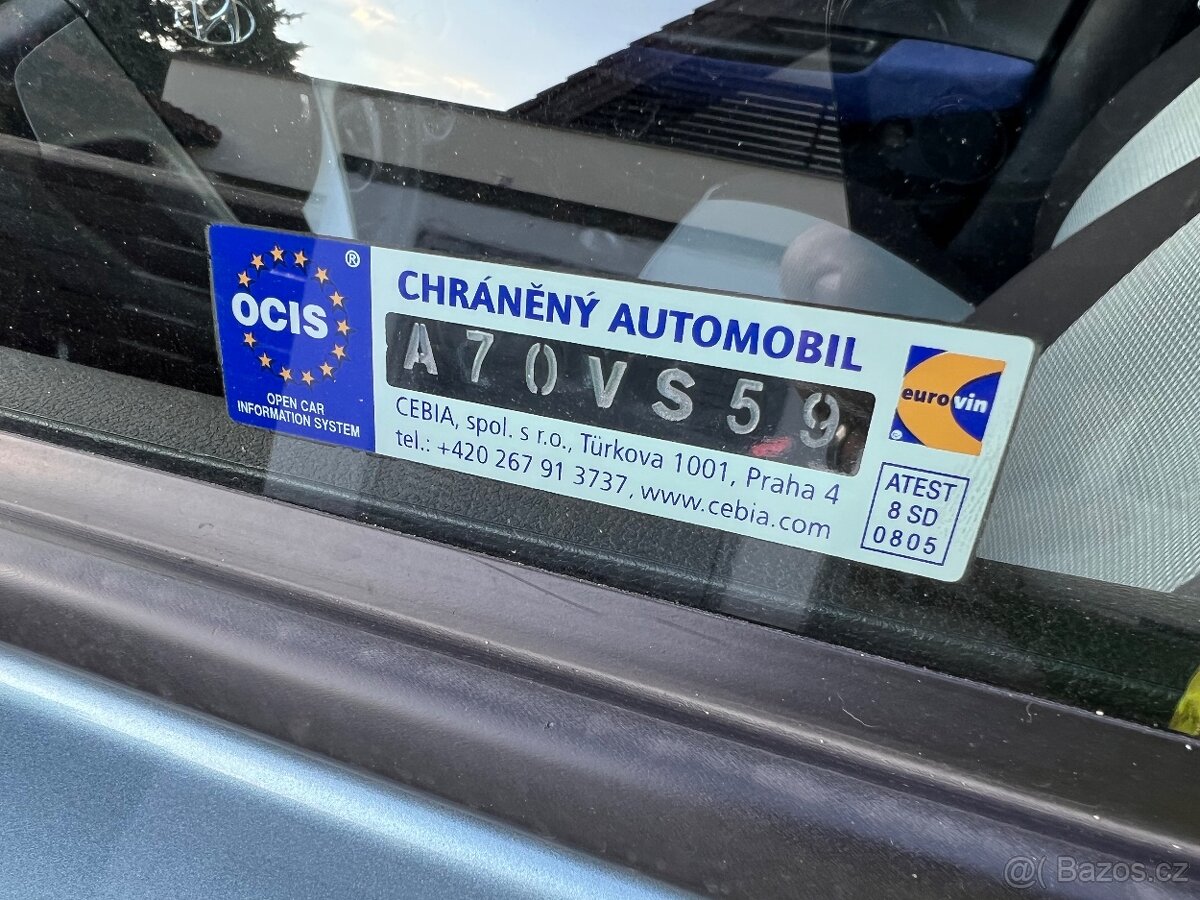 OCIS ®
OPEN CAR
INFORMATION SYSTEM
CHRÁNĚNÝ AUTOMOBIL
A70VS59
CEBIA, spol. s r.o., Türkova 1001, Praha 4
tel.: +420 267 91 3737, www.cebia.com
eurovin
ATEST
8 SD
0805
@( Bazos.cz